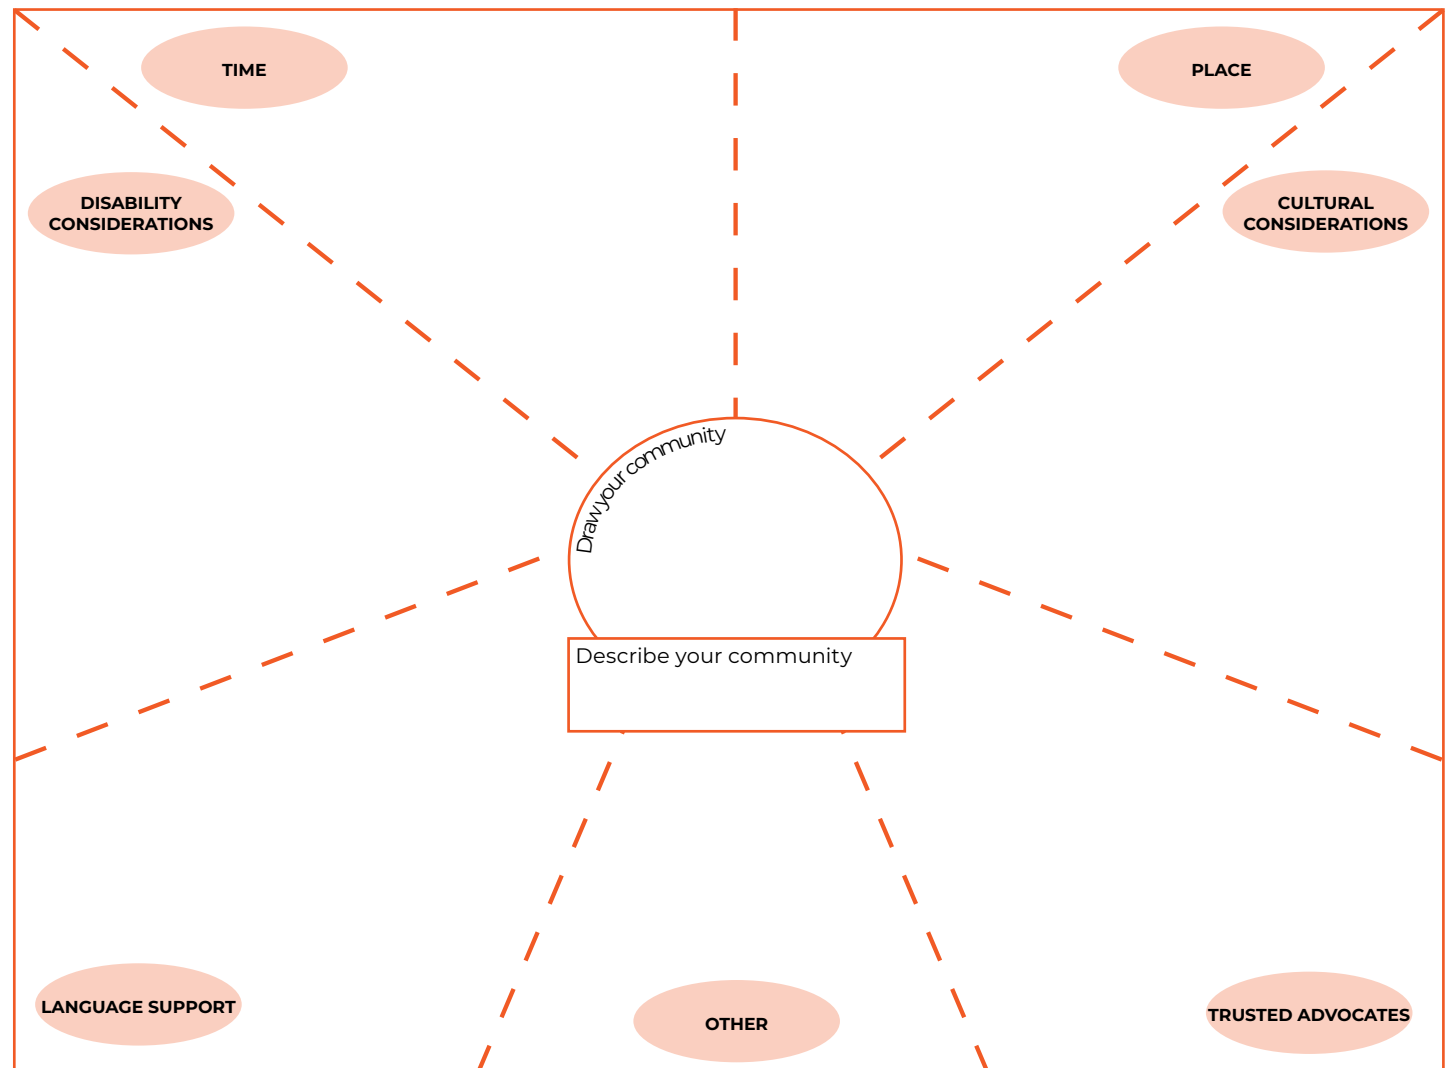 TIME
PLACE
DISABILITY
CONSIDERATIONS
CULTURAL
CONSIDERATIONS
Draw your community
Describe your community
LANGUAGE SUPPORT
OTHER
TRUSTED ADVOCATES